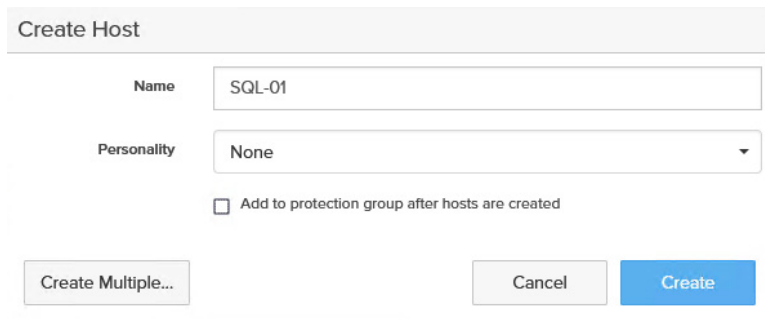 Create Host
Name SQL-01
Personality None
Add to protection group after hosts are created
Create Multiple... Cancel Create